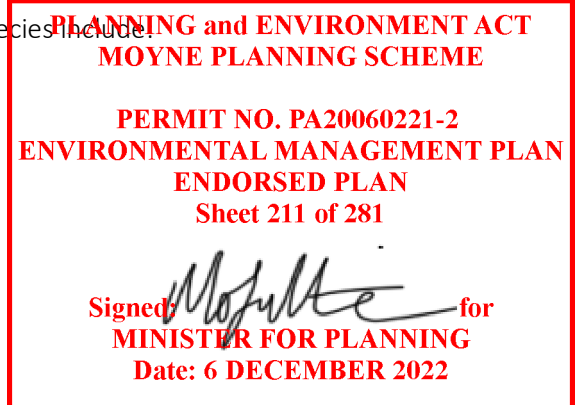 ecies include:
PLANNING and ENVIRONMENT ACT
MOYNE PLANNING SCHEME
PERMIT NO. PA20060221-2
ENVIRONMENTAL MANAGEMENT PLAN
ENDORSED PLAN
Sheet 211 of 281
Signed: for
MINISTER FOR PLANNING
Date: 6 DECEMBER 2022